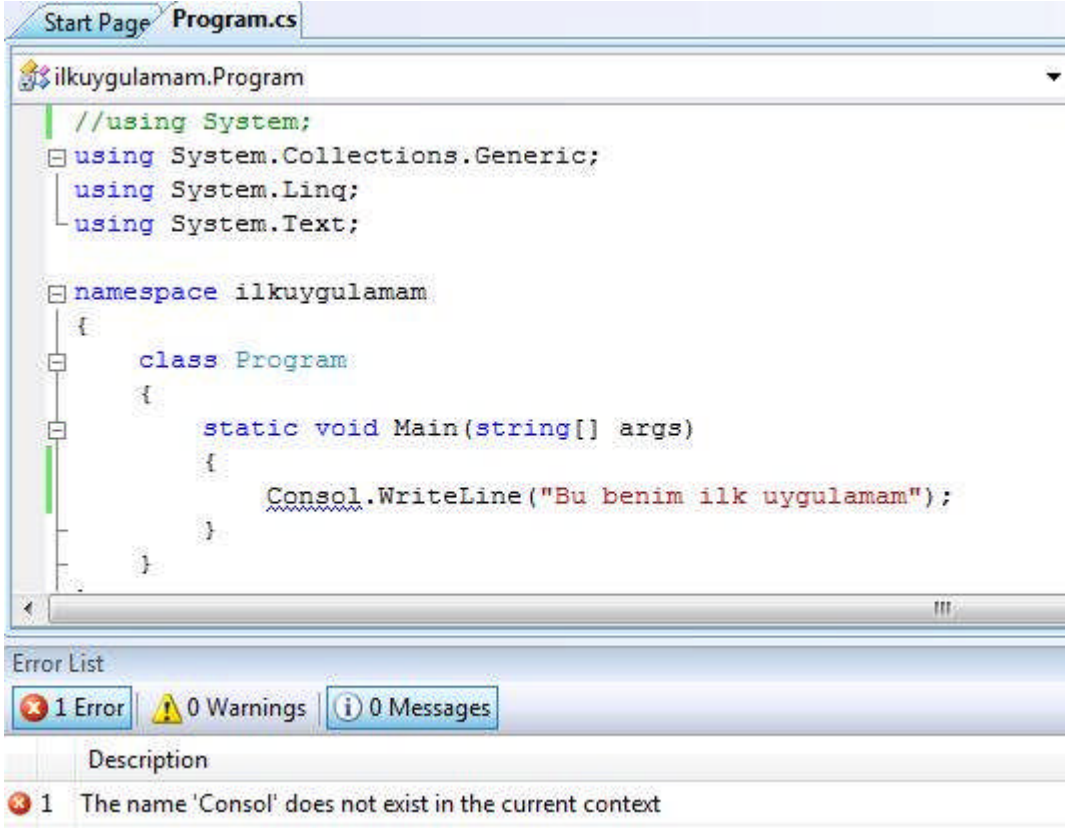 Start Page Program.cs
ilkuygulamam.Program
//using System;
using System.Collections.Generic;
using System.Linq;
using System.Text;
namespace ilkuygulamam
{
class Program
{
static void Main(string[] args)
{
Consol.WriteLine("Bu benim ilk uygulamam");
}
}
Error List
1 Error 0 Warnings 0 Messages
Description
1 The name 'Consol' does not exist in the current context